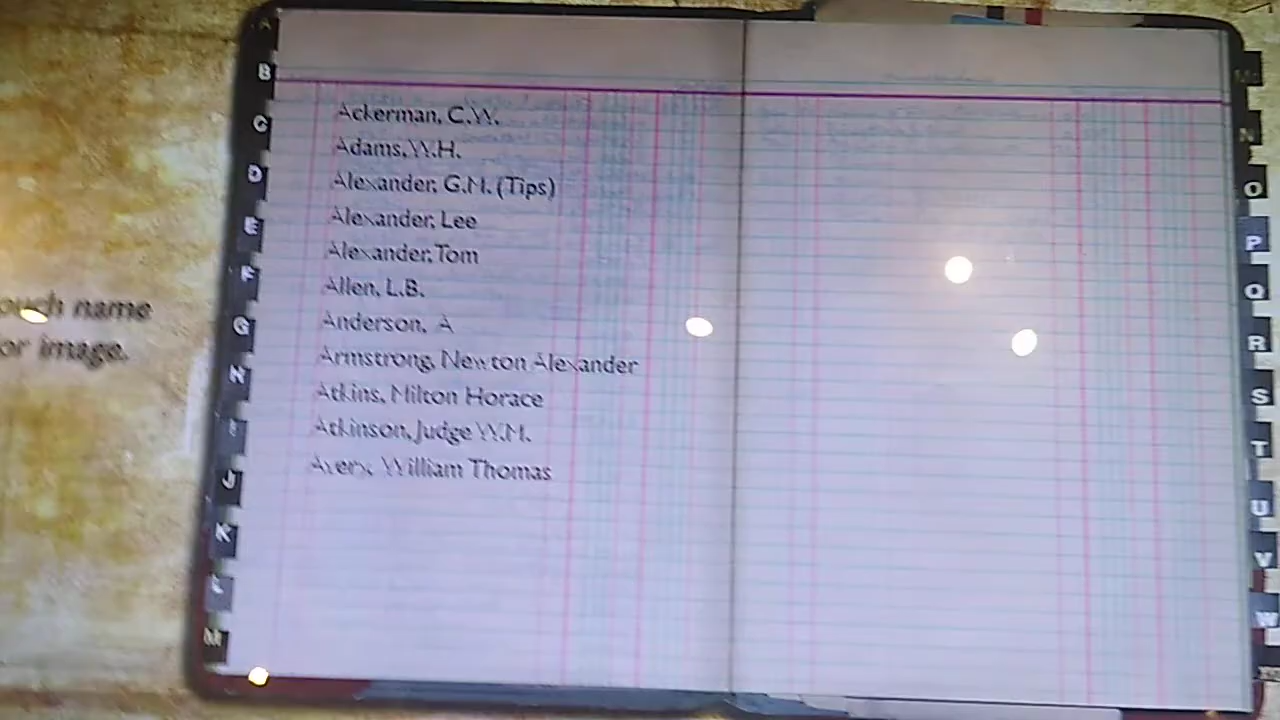 Ackerman, C.W.
Adams, W.H.
Alexander, G.M. (Tips)
Alexander, Lee
Alexander, Tom
Allen, L.B.
Anderson, A
Armstrong, Newton Alexander
Atkins, Milton Horace
Atkinson, Judge W.M.
Avery, William Thomas
name
or image.
A
B
C
D
E
F
G
H
I
J
K
L
M
N
O
P
Q
R
S
T
U
V
W